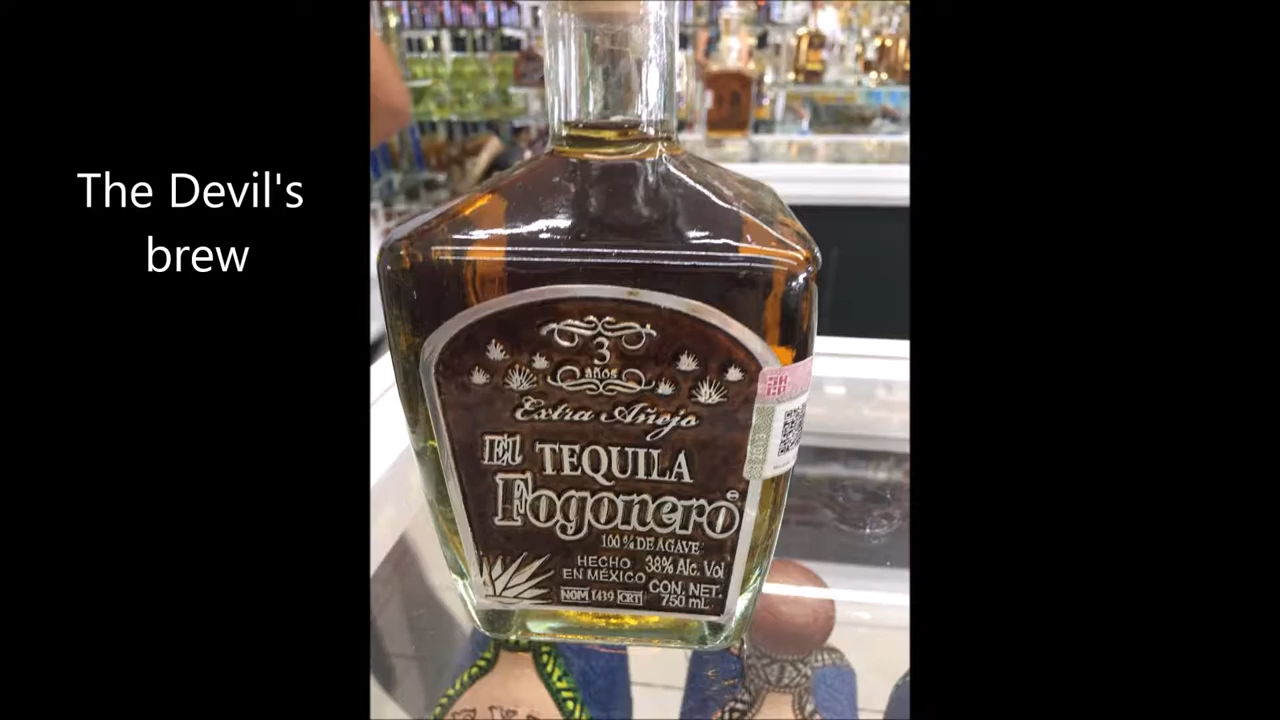 The Devil's
brew
3
años
Extra Añejo
El TEQUILA
Fogonero
100% DE AGAVE
HECHO
EN MÉXICO
38% Alc. Vol
CON. NET.
750 mL
NOM 1439 CRT